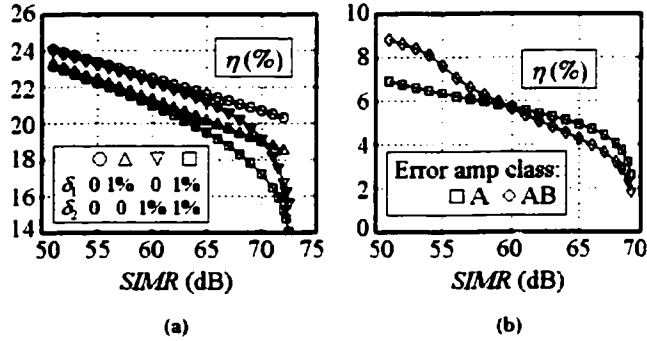 (a)
26
24
22
20
18
16
14
η(%)
δ1 0 1% 0 1%
δ2 0 0 1% 1%
50 55 60 65 70 75
SIMR (dB)
(a)
(b)
10
8
6
4
2
0
η(%)
Error amp class:
A AB
50 55 60 65 70
SIMR (dB)
(b)